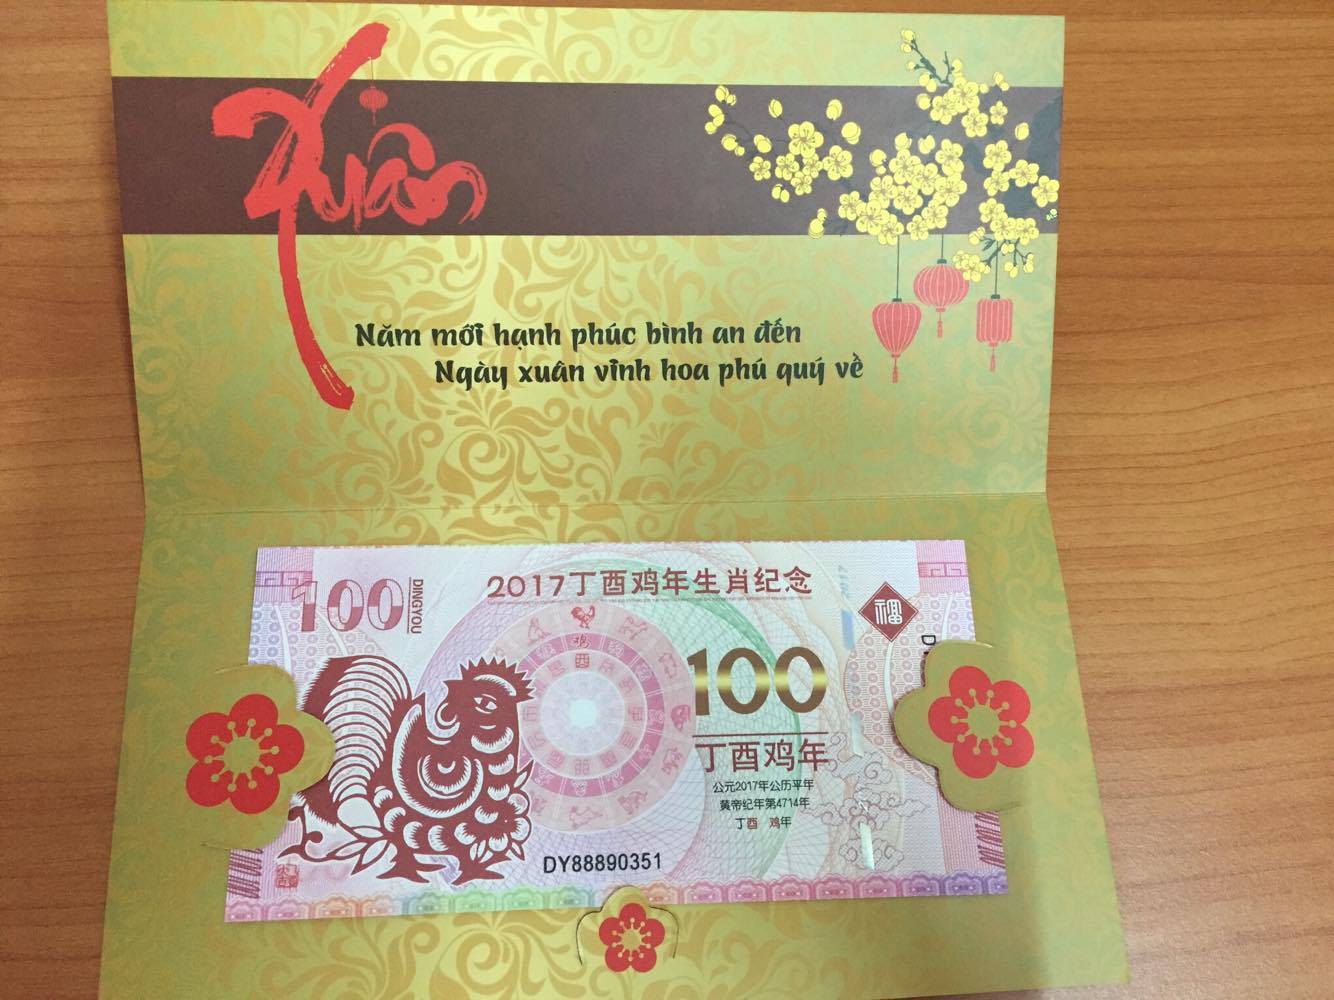 Xuân
Năm mới hạnh phúc bình an đến
Ngày xuân vinh hoa phú quý về
100
DINGYOU
2017丁酉鸡年生肖纪念
2017
福
鸡
酉
100
丁酉鸡年
公元2017年公历平年
黄帝纪年第4714年
丁酉 鸡年
DY88890351